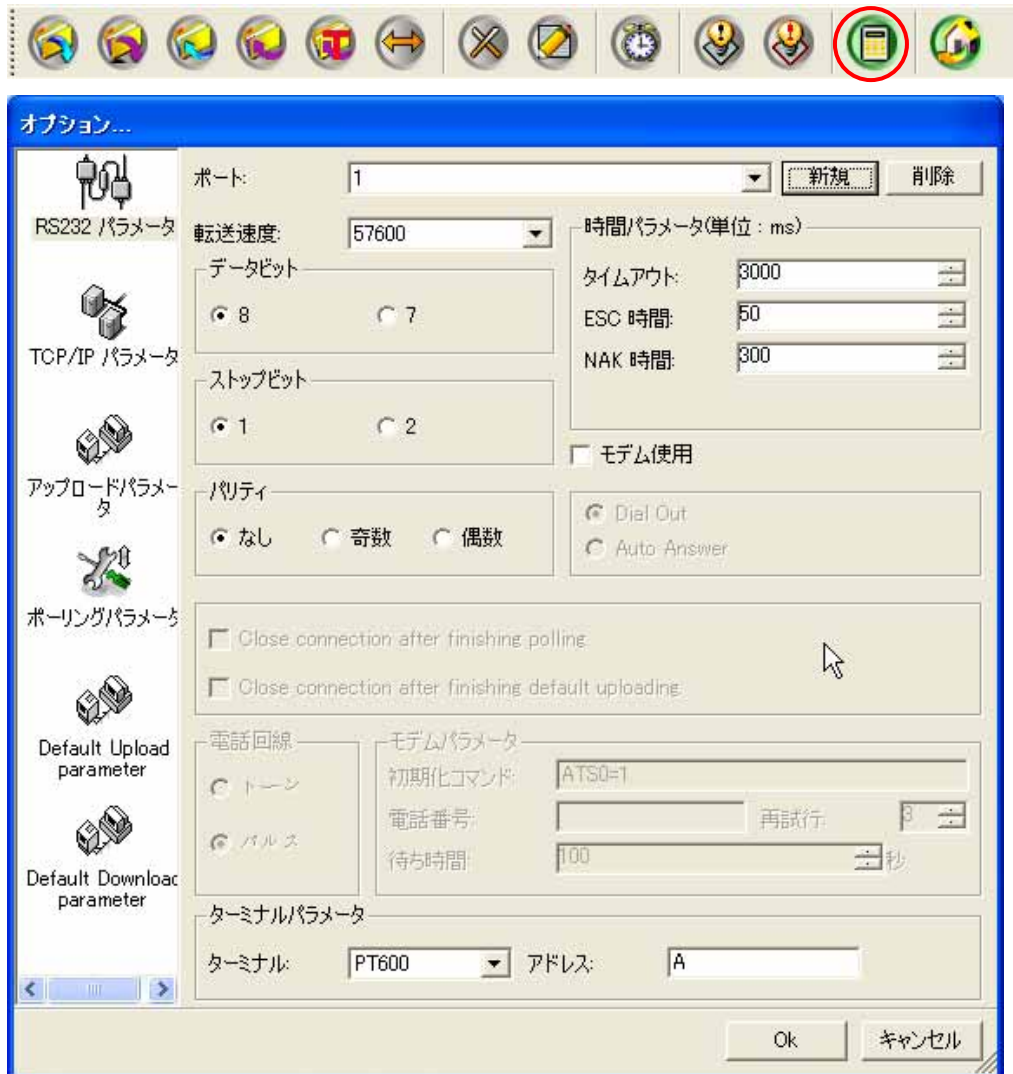 オプション...
RS232 パラメータ
TCP/IP パラメータ
アップロードパラメー
タ
ポーリングパラメータ
Default Upload
parameter
Default Downloac
parameter
ポート: 1 新規 削除
転送速度: 57600
データビット
8 7
ストップビット
1 2
パリティ
なし 奇数 偶数
時間パラメータ(単位：ms)
タイムアウト: 3000
ESC 時間: 50
NAK 時間: 300
モデム使用
Dial Out
Auto Answer
Close connection after finishing polling
Close connection after finishing default uploading
電話回線
トーン
パルス
モデムパラメータ
初期化コマンド: ATS0=1
電話番号: 再試行: 3
待ち時間: 100 秒
ターミナルパラメータ
ターミナル: PT600 アドレス: A
Ok キャンセル